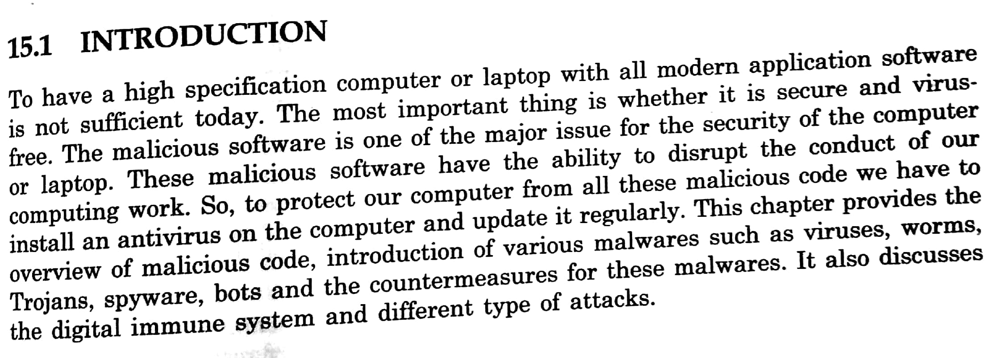 15.1 INTRODUCTION
To have a high specification computer or laptop with all modern application software
is not sufficient today. The most important thing is whether it is secure and virus-
free. The malicious software is one of the major issue for the security of the computer
or laptop. These malicious software have the ability to disrupt the conduct of our
computing work. So, to protect our computer from all these malicious code we have to
install an antivirus on the computer and update it regularly. This chapter provides the
overview of malicious code, introduction of various malwares such as viruses, worms,
Trojans, spyware, bots and the countermeasures for these malwares. It also discusses
the digital immune system and different type of attacks.